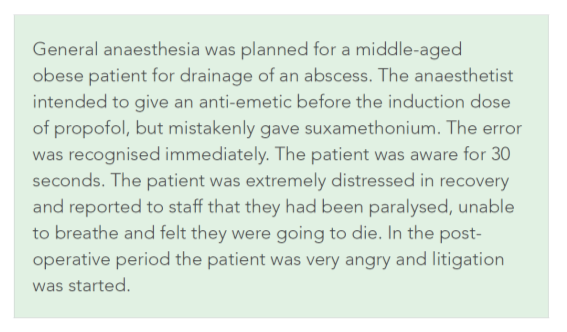 General anaesthesia was planned for a middle-aged
obese patient for drainage of an abscess. The anaesthetist
intended to give an anti-emetic before the induction dose
of propofol, but mistakenly gave suxamethonium. The error
was recognised immediately. The patient was aware for 30
seconds. The patient was extremely distressed in recovery
and reported to staff that they had been paralysed, unable
to breathe and felt they were going to die. In the post-
operative period the patient was very angry and litigation
was started.